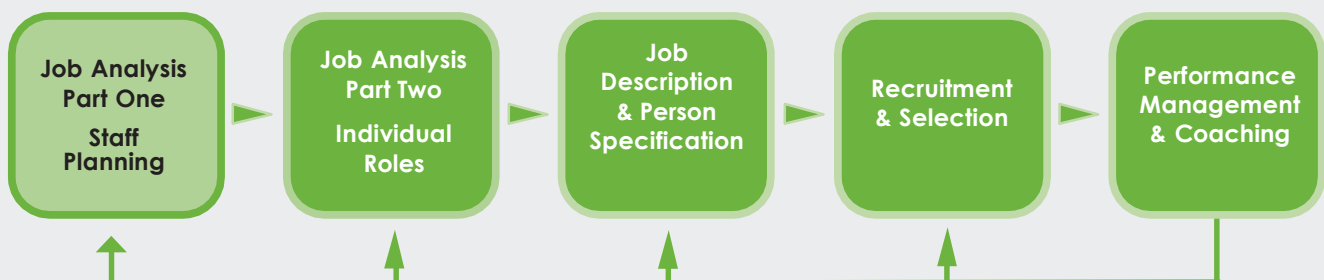 Job Analysis
Part One
Staff
Planning
Job Analysis
Part Two
Individual
Roles
Job
Description
& Person
Specification
Recruitment
& Selection
Performance
Management
& Coaching